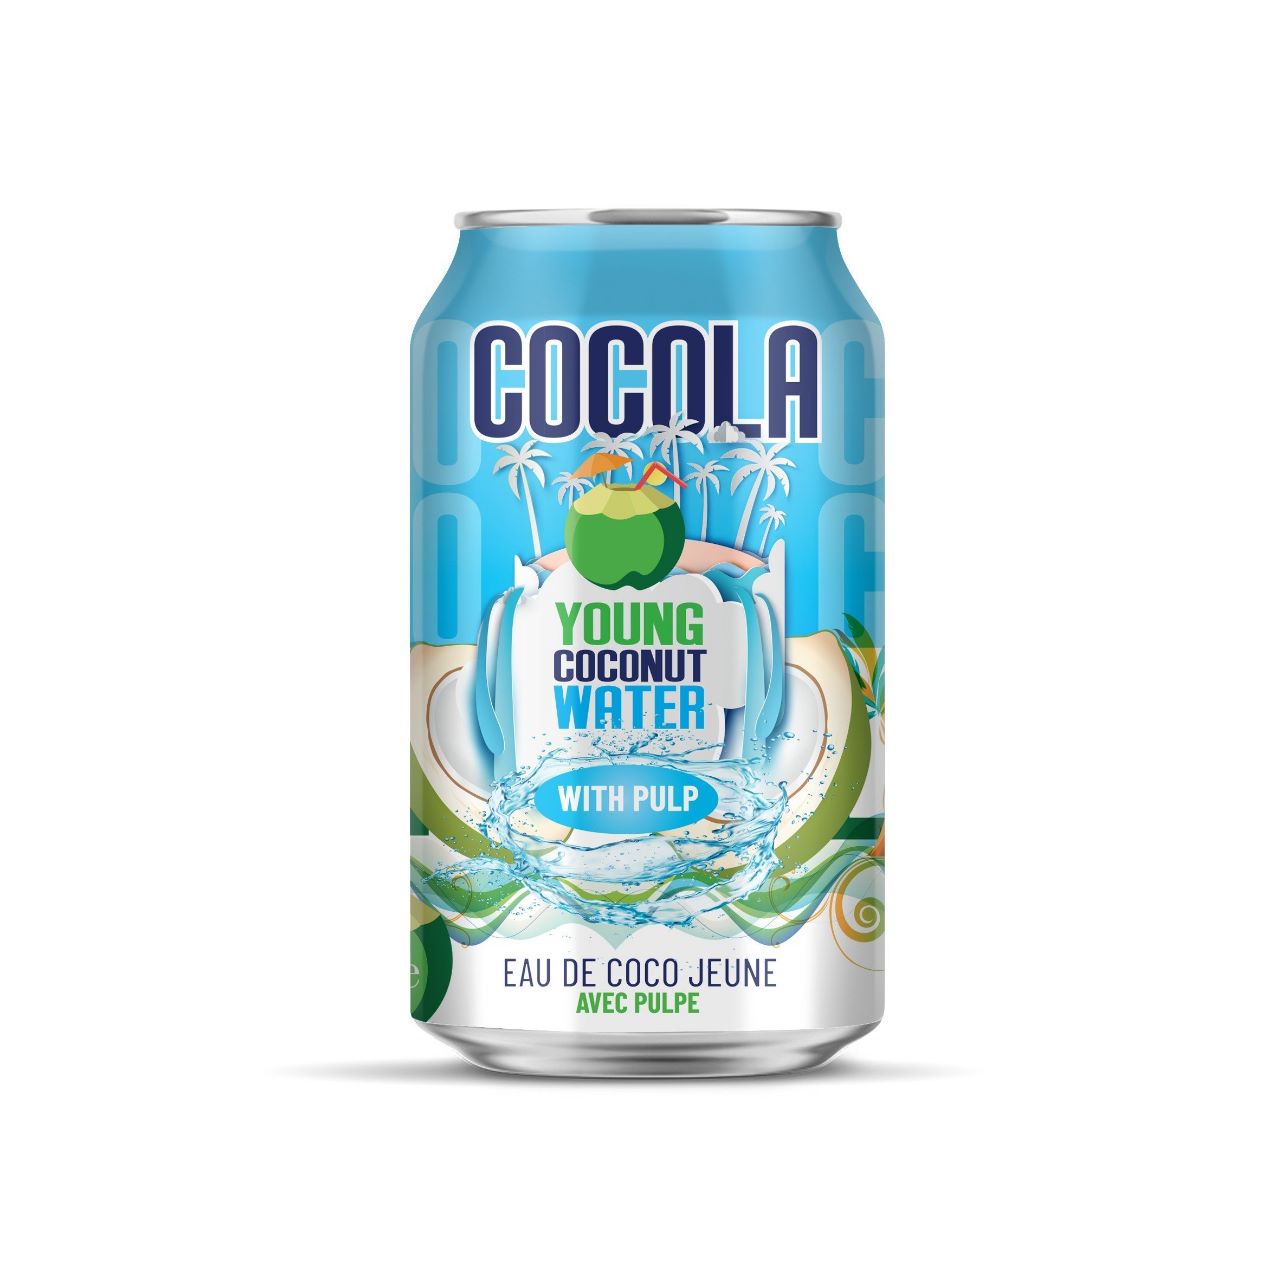 COCOLA
YOUNG
COCONUT
WATER
WITH PULP
EAU DE COCO JEUNE
AVEC PULPE